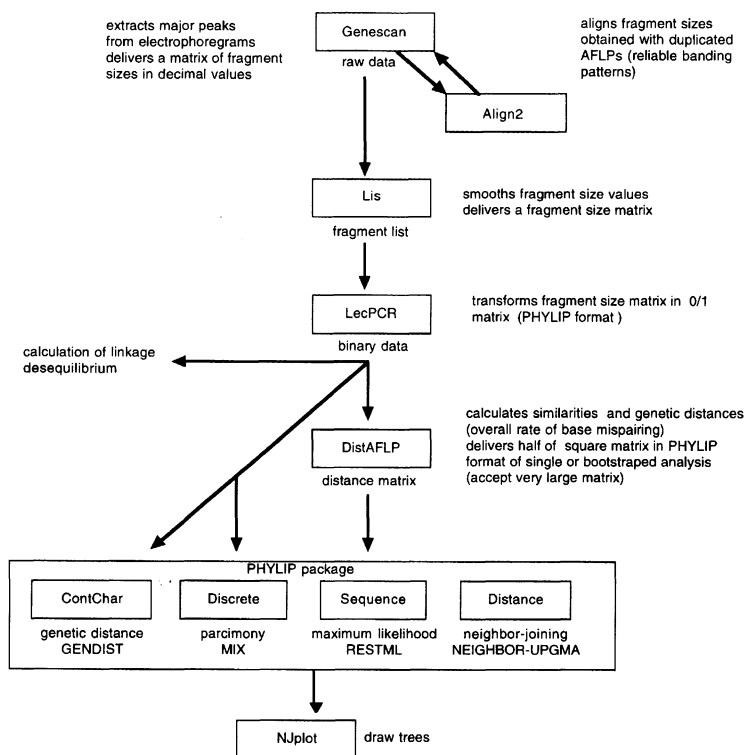 extracts major peaks
from electrophoregrams
delivers a matrix of fragment
sizes in decimal values
Genescan
raw data
aligns fragment sizes
obtained with duplicated
AFLPs (reliable banding
patterns)
Align2
Lis
fragment list
smooths fragment size values
delivers a fragment size matrix
LecPCR
binary data
transforms fragment size matrix in 0/1
matrix (PHYLIP format )
calculation of linkage
desequilibrium
DistAFLP
distance matrix
calculates similarities and genetic distances
(overall rate of base mispairing)
delivers half of square matrix in PHYLIP
format of single or bootstraped analysis
(accept very large matrix)
PHYLIP package
ContChar
genetic distance
GENDIST
Discrete
parcimony
MIX
Sequence
maximum likelihood
RESTML
Distance
neighbor-joining
NEIGHBOR-UPGMA
NJplot
draw trees